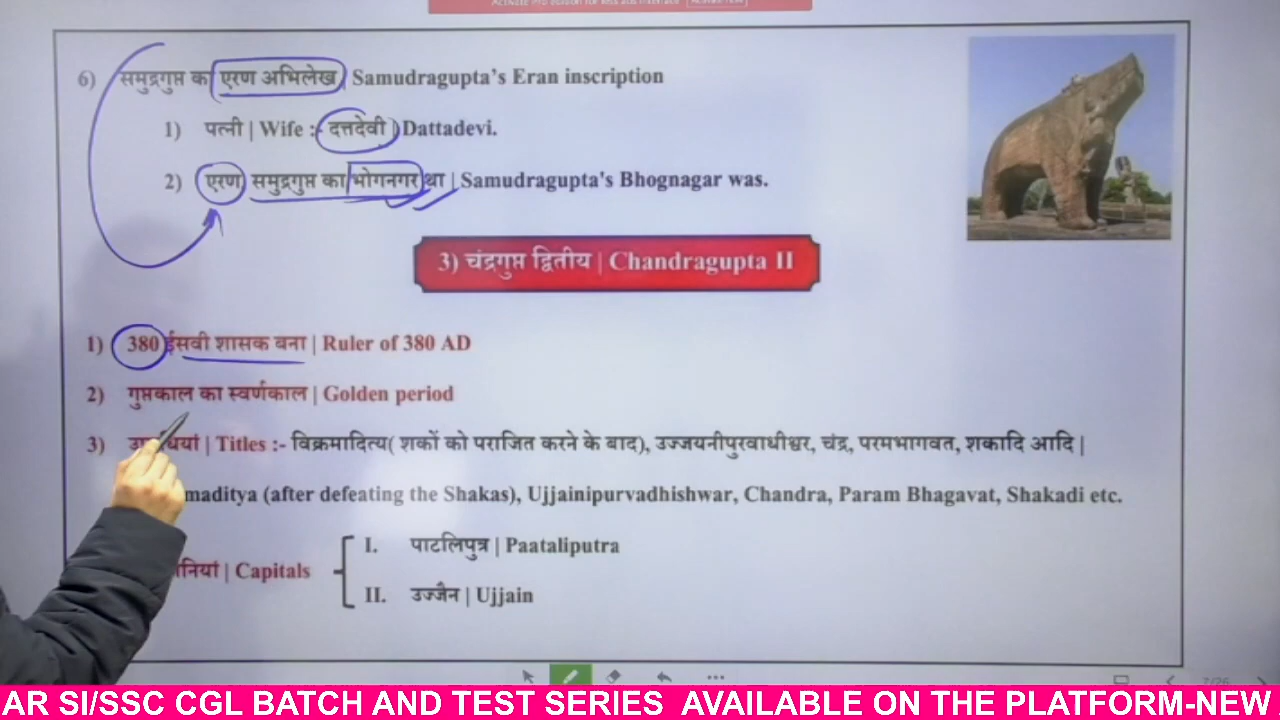 6) समुद्रगुप्त का एरण अभिलेख | Samudragupta's Eran inscription
1) पत्नी | Wife :- दत्तदेवी | Dattadevi.
2) एरण समुद्रगुप्त का भोगनगर था | Samudragupta's Bhognagar was.
3) चंद्रगुप्त द्वितीय | Chandragupta II
1) 380 ईसवी शासक बना | Ruler of 380 AD
2) गुप्तकाल का स्वर्णकाल | Golden period
3) | Titles :- विक्रमादित्य( शकों को पराजित करने के बाद), उज्जयनीपुरवाधीश्वर, चंद्र, परमभागवत, शकादि आदि |
maditya (after defeating the Shakas), Ujjainipurvadhishwar, Chandra, Param Bhagavat, Shakadi etc.
नियां | Capitals
I. पाटलिपुत्र | Paataliputra
II. उज्जैन | Ujjain
AR SI/SSC CGL BATCH AND TEST SERIES AVAILABLE ON THE PLATFORM-NEW